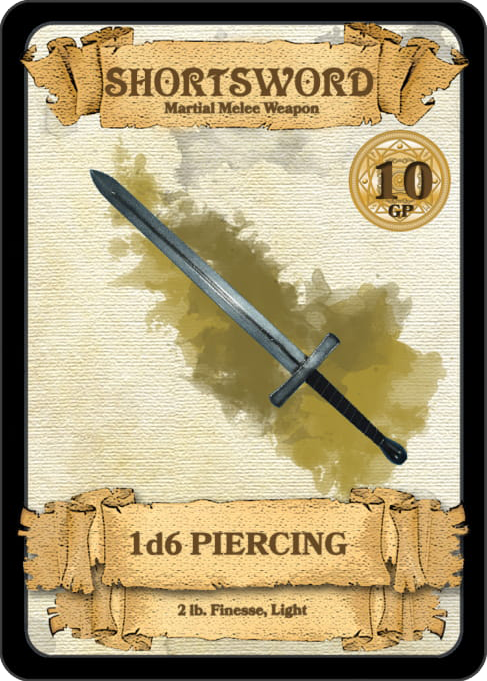 SHORTSWORD
Martial Melee Weapon
10
GP
1d6 PIERCING
2 lb. Finesse, Light